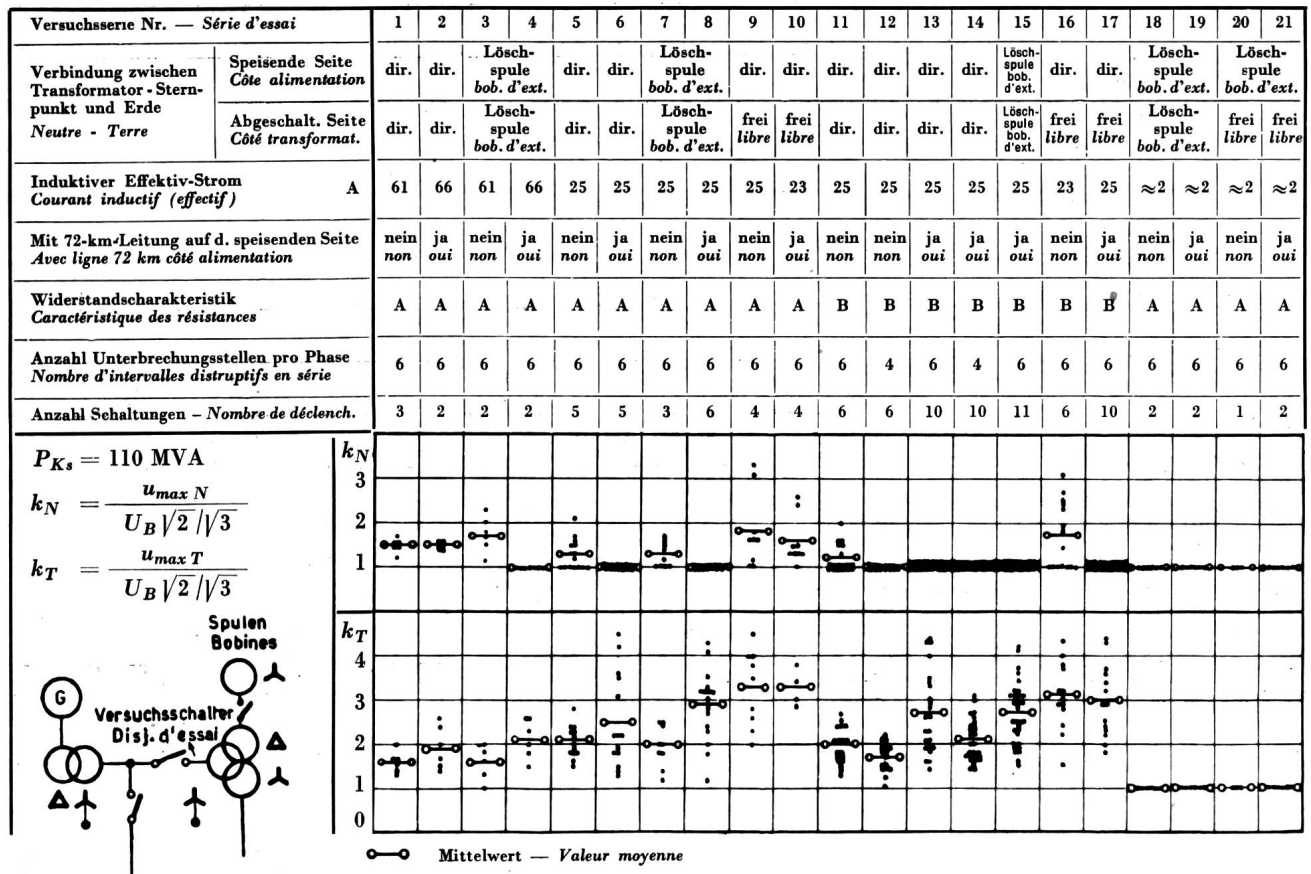 Versuchsserie Nr. — Série d'essai 1 2 3 4 5 6 7 8 9 10 11 12 13 14 15 16 17 18 19 20 21
Verbindung zwischen
Transformator - Stern-
punkt und Erde
Neutre - Terre
Speisende Seite
Côte alimentation
dir. dir. Lösch-spule bob. d'ext. dir. dir. Lösch-spule bob. d'ext. dir. dir. dir. dir. dir. dir. Lösch-spule bob. d'ext. dir. dir. Lösch-spule bob. d'ext. Lösch-spule bob. d'ext.
Abgeschalt. Seite
Côté transformat.
dir. dir. Lösch-spule bob. d'ext. dir. dir. Lösch-spule bob. d'ext. frei libre frei libre dir. dir. dir. dir. Lösch-spule bob. d'ext. frei libre frei libre Lösch-spule bob. d'ext. frei libre frei libre
Induktiver Effektiv-Strom A 61 66 61 66 25 25 25 25 25 23 25 25 25 25 25 23 25 ≈2 ≈2 ≈2 ≈2
Courant inductif (effectif)
Mit 72-km-Leitung auf d. speisenden Seite nein ja nein ja nein ja nein ja nein ja nein nein ja ja ja nein ja nein ja nein ja
Avec ligne 72 km côté alimentation non oui non oui non oui non oui non oui non non oui oui oui non oui non oui non oui
Widerstandscharakteristik A A A A A A A A A A B B B B B B B A A A A
Caractéristique des résistances
Anzahl Unterbrechungsstellen pro Phase 6 6 6 6 6 6 6 6 6 6 6 4 6 4 6 6 6 6 6 6 6
Nombre d'intervalles distruptifs en série
Anzahl Schaltungen – Nombre de déclench. 3 2 2 2 5 5 3 6 4 4 6 6 10 10 11 6 10 2 2 1 2
P_Ks = 110 MVA
k_N = u_max N / U_B √2 /√3
k_T = u_max T / U_B √2 /√3
k_N
3
2
1
k_T
4
3
2
1
0
Spulen
Bobines
G
Versuchsschalter
Disj. d'essai
Mittelwert — Valeur moyenne